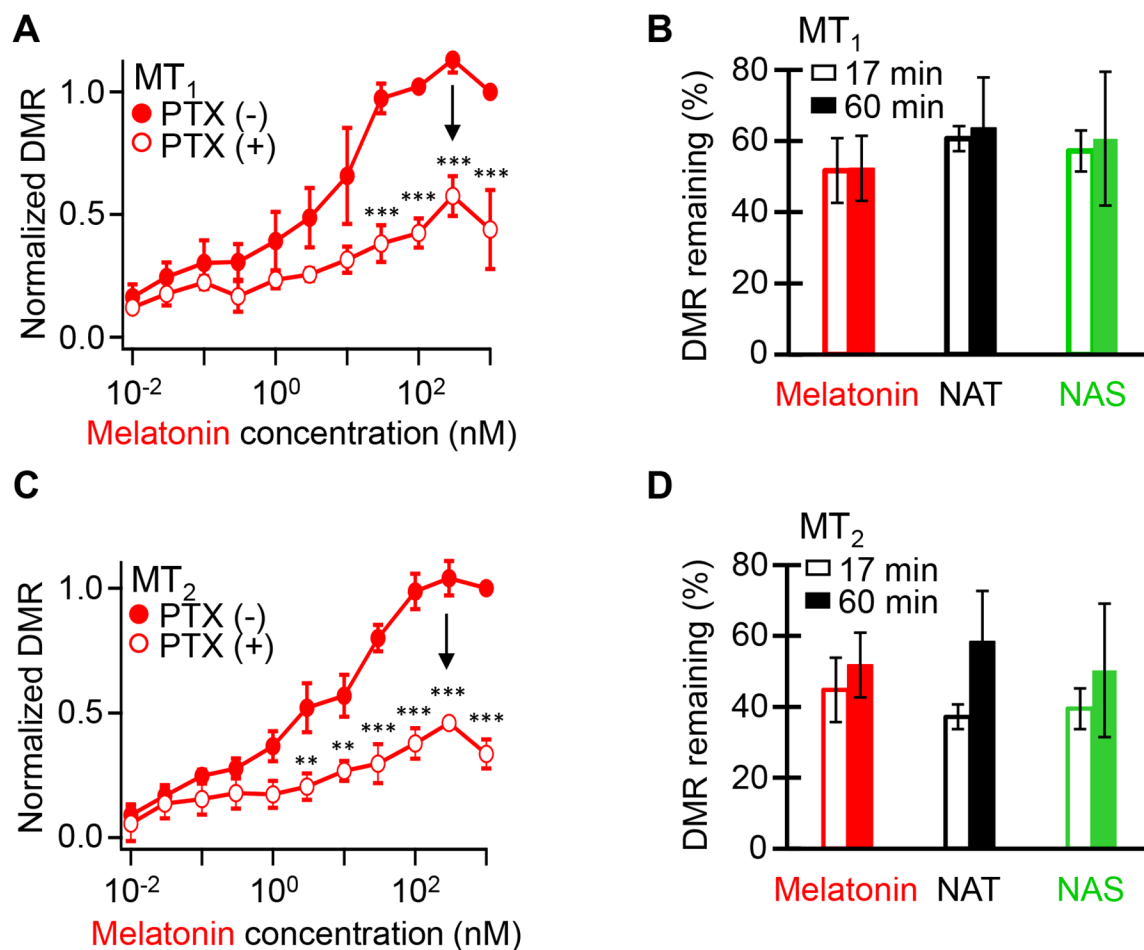 A
MT1
PTX (-)
PTX (+)
Normalized DMR
1.0
0.5
0.0
***
***
***
***
10-2
100
102
Melatonin concentration (nM)
B
MT1
17 min
60 min
DMR remaining (%)
80
60
40
20
0
Melatonin NAT NAS
C
MT2
PTX (-)
PTX (+)
Normalized DMR
1.0
0.5
0.0
**
**
***
***
***
***
10-2
100
102
Melatonin concentration (nM)
D
MT2
17 min
60 min
DMR remaining (%)
80
60
40
20
0
Melatonin NAT NAS